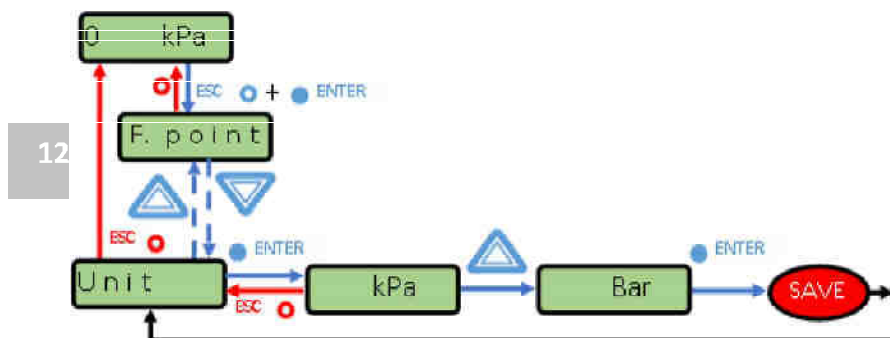 0 kPa
ESC + ENTER
F. point
12
ESC
ENTER
Unit
kPa
Bar
ENTER
SAVE
ESC